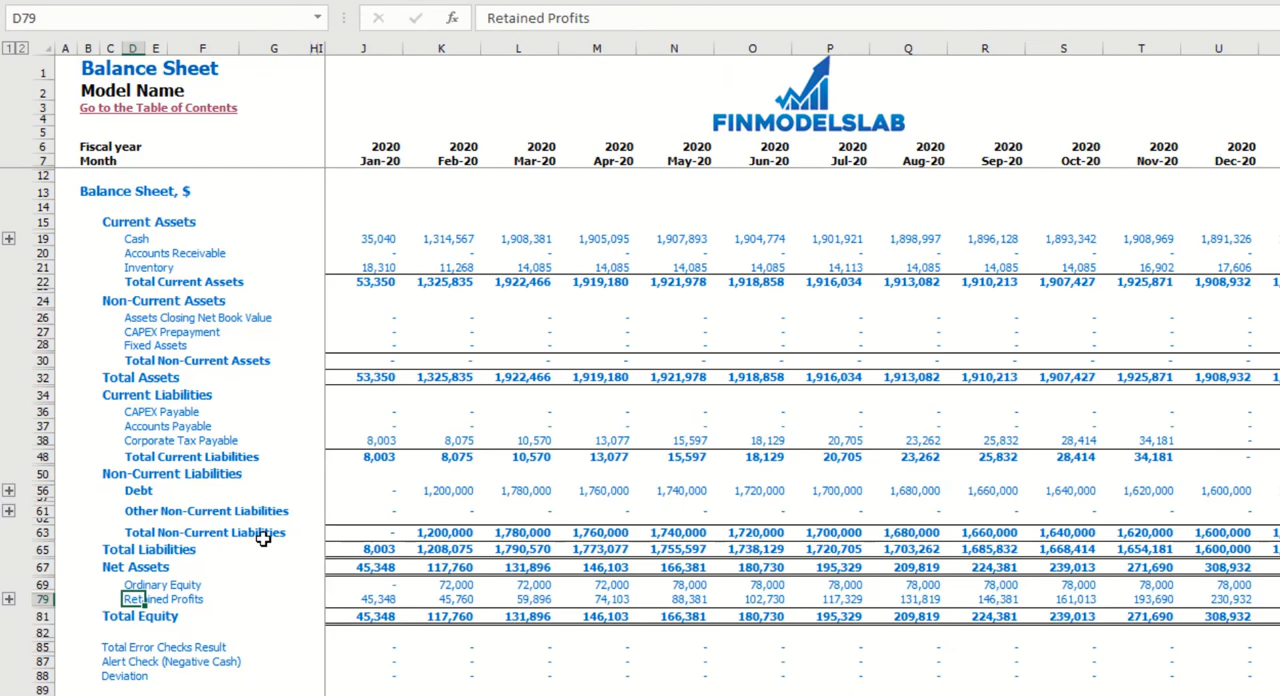 D79 fx Retained Profits
1 2 A B C D E F G H I J K L M N O P Q R S T U
1 Balance Sheet
2 Model Name
3 Go to the Table of Contents
4
FINMODELSLAB
5
6 Fiscal year 2020 2020 2020 2020 2020 2020 2020 2020 2020 2020 2020 2020
7 Month Jan-20 Feb-20 Mar-20 Apr-20 May-20 Jun-20 Jul-20 Aug-20 Sep-20 Oct-20 Nov-20 Dec-20
12
13 Balance Sheet, $
14
15 Current Assets
19 Cash 35,040 1,314,567 1,908,381 1,905,095 1,907,893 1,904,774 1,901,921 1,898,997 1,896,128 1,893,342 1,908,969 1,891,326
20 Accounts Receivable - - - - - - - - - - - -
21 Inventory 18,310 11,268 14,085 14,085 14,085 14,085 14,113 14,085 14,085 14,085 16,902 17,606
22 Total Current Assets 53,350 1,325,835 1,922,466 1,919,180 1,921,978 1,918,858 1,916,034 1,913,082 1,910,213 1,907,427 1,925,871 1,908,932 1,
24 Non-Current Assets
26 Assets Closing Net Book Value - - - - - - - - - - - -
27 CAPEX Prepayment - - - - - - - - - - - -
28 Fixed Assets - - - - - - - - - - - -
30 Total Non-Current Assets - - - - - - - - - - - -
32 Total Assets 53,350 1,325,835 1,922,466 1,919,180 1,921,978 1,918,858 1,916,034 1,913,082 1,910,213 1,907,427 1,925,871 1,908,932 1,
34 Current Liabilities
36 CAPEX Payable - - - - - - - - - - - -
37 Accounts Payable - - - - - - - - - - - -
38 Corporate Tax Payable 8,003 8,075 10,570 13,077 15,597 18,129 20,705 23,262 25,832 28,414 34,181 -
48 Total Current Liabilities 8,003 8,075 10,570 13,077 15,597 18,129 20,705 23,262 25,832 28,414 34,181 -
50 Non-Current Liabilities
56 Debt - 1,200,000 1,780,000 1,760,000 1,740,000 1,720,000 1,700,000 1,680,000 1,660,000 1,640,000 1,620,000 1,600,000
61 Other Non-Current Liabilities - - - - - - - - - - - -
63 Total Non-Current Liabilities - 1,200,000 1,780,000 1,760,000 1,740,000 1,720,000 1,700,000 1,680,000 1,660,000 1,640,000 1,620,000 1,600,000 1,
65 Total Liabilities 8,003 1,208,075 1,790,570 1,773,077 1,755,597 1,738,129 1,720,705 1,703,262 1,685,832 1,668,414 1,654,181 1,600,000 1,
67 Net Assets 45,348 117,760 131,896 146,103 166,381 180,730 195,329 209,819 224,381 239,013 271,690 308,932
69 Ordinary Equity - 72,000 72,000 72,000 78,000 78,000 78,000 78,000 78,000 78,000 78,000 78,000
79 Retained Profits 45,348 45,760 59,896 74,103 88,381 102,730 117,329 131,819 146,381 161,013 193,690 230,932
81 Total Equity 45,348 117,760 131,896 146,103 166,381 180,730 195,329 209,819 224,381 239,013 271,690 308,932
82
85 Total Error Checks Result - - - - - - - - - - - -
87 Alert Check (Negative Cash) - - - - - - - - - - - -
88 Deviation - - - - - - - - - - - -
89